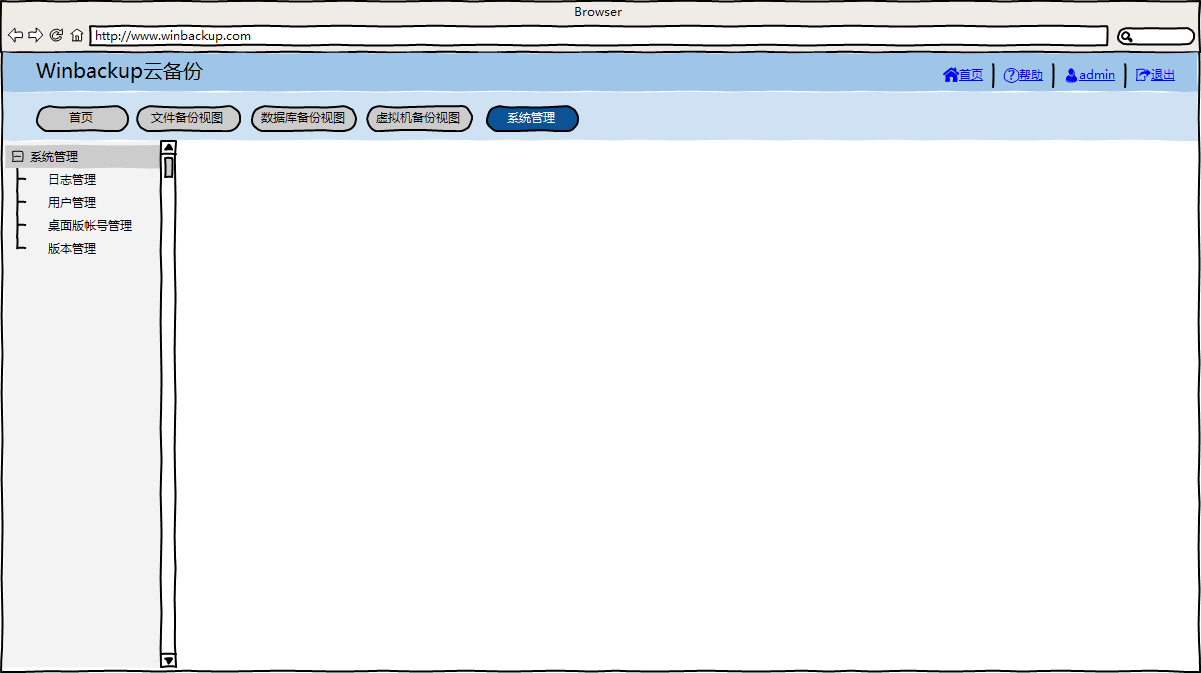 Browser
http://www.winbackup.com
Winbackup云备份
首页 帮助 admin 退出
首页 文件备份视图 数据库备份视图 虚拟机备份视图 系统管理
系统管理
日志管理
用户管理
桌面版帐号管理
版本管理